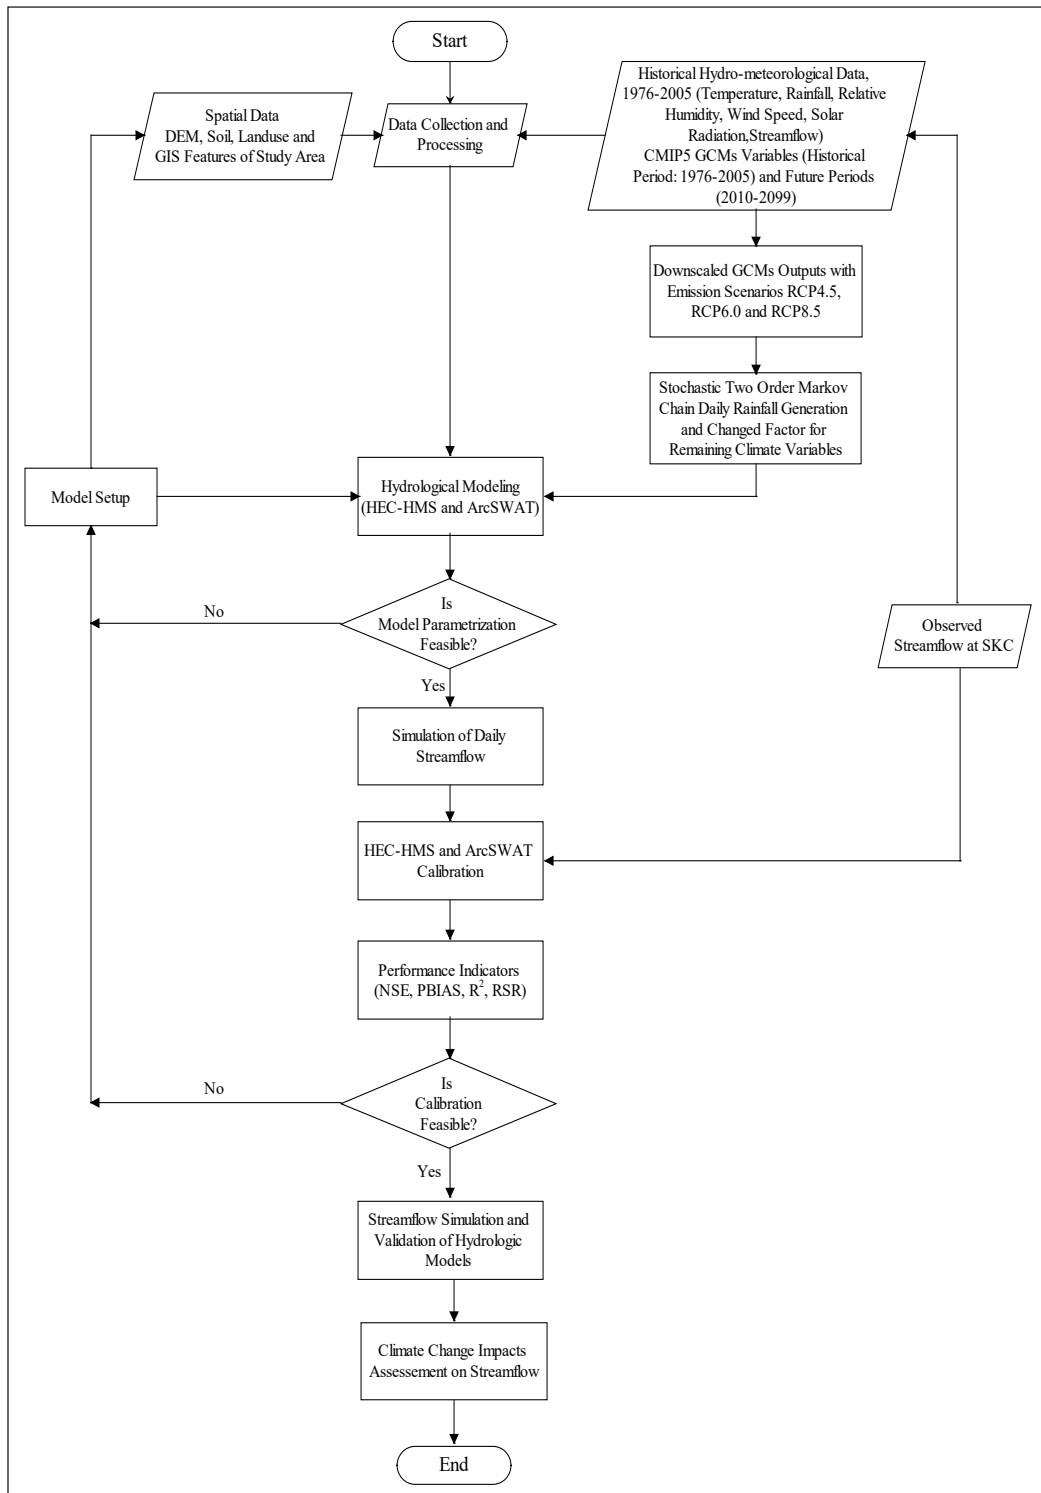 Start
Spatial Data
DEM, Soil, Landuse and
GIS Features of Study Area
Data Collection and
Processing
Historical Hydro-meteorological Data,
1976-2005 (Temperature, Rainfall, Relative
Humidity, Wind Speed, Solar
Radiation,Streamflow)
CMIP5 GCMs Variables (Historical
Period: 1976-2005) and Future Periods
(2010-2099)
Downscaled GCMs Outputs with
Emission Scenarios RCP4.5,
RCP6.0 and RCP8.5
Stochastic Two Order Markov
Chain Daily Rainfall Generation
and Changed Factor for
Remaining Climate Variables
Model Setup
Hydrological Modeling
(HEC-HMS and ArcSWAT)
No
Is
Model Parametrization
Feasible?
Yes
Observed
Streamflow at SKC
Simulation of Daily
Streamflow
HEC-HMS and ArcSWAT
Calibration
Performance Indicators
(NSE, PBIAS, R², RSR)
No
Is
Calibration
Feasible?
Yes
Streamflow Simulation and
Validation of Hydrologic
Models
Climate Change Impacts
Assessement on Streamflow
End